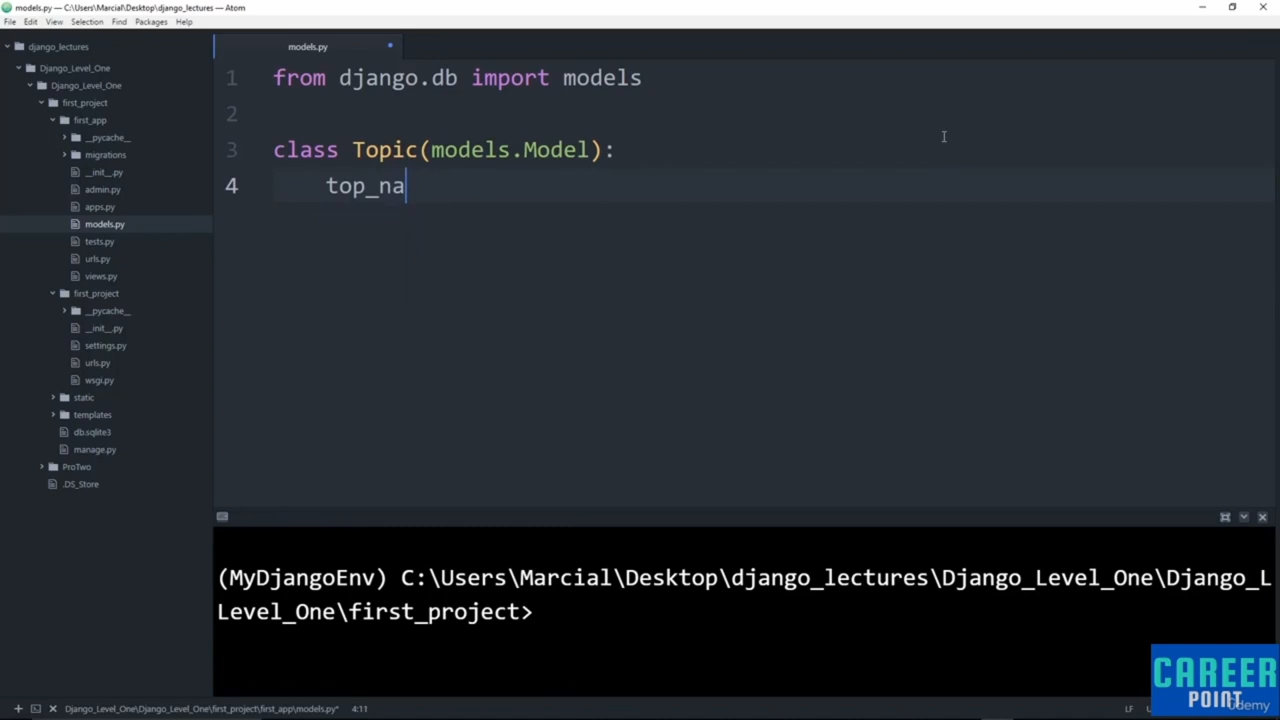 models.py — C:\Users\Marcial\Desktop\django_lectures — Atom
File Edit View Selection Find Packages Help
django_lectures
Django_Level_One
Django_Level_One
first_project
first_app
__pycache__
migrations
__init__.py
admin.py
apps.py
models.py
tests.py
urls.py
views.py
first_project
__pycache__
__init__.py
settings.py
urls.py
wsgi.py
static
templates
db.sqlite3
manage.py
ProTwo
.DS_Store
models.py
1 from django.db import models
2
3 class Topic(models.Model):
4 top_na
(MyDjangoEnv) C:\Users\Marcial\Desktop\django_lectures\Django_Level_One\Django_L
Level_One\first_project>
Django_Level_One\Django_Level_One\first_project\first_app\models.py* 4:11
LF
CAREER
POINT
Udemy